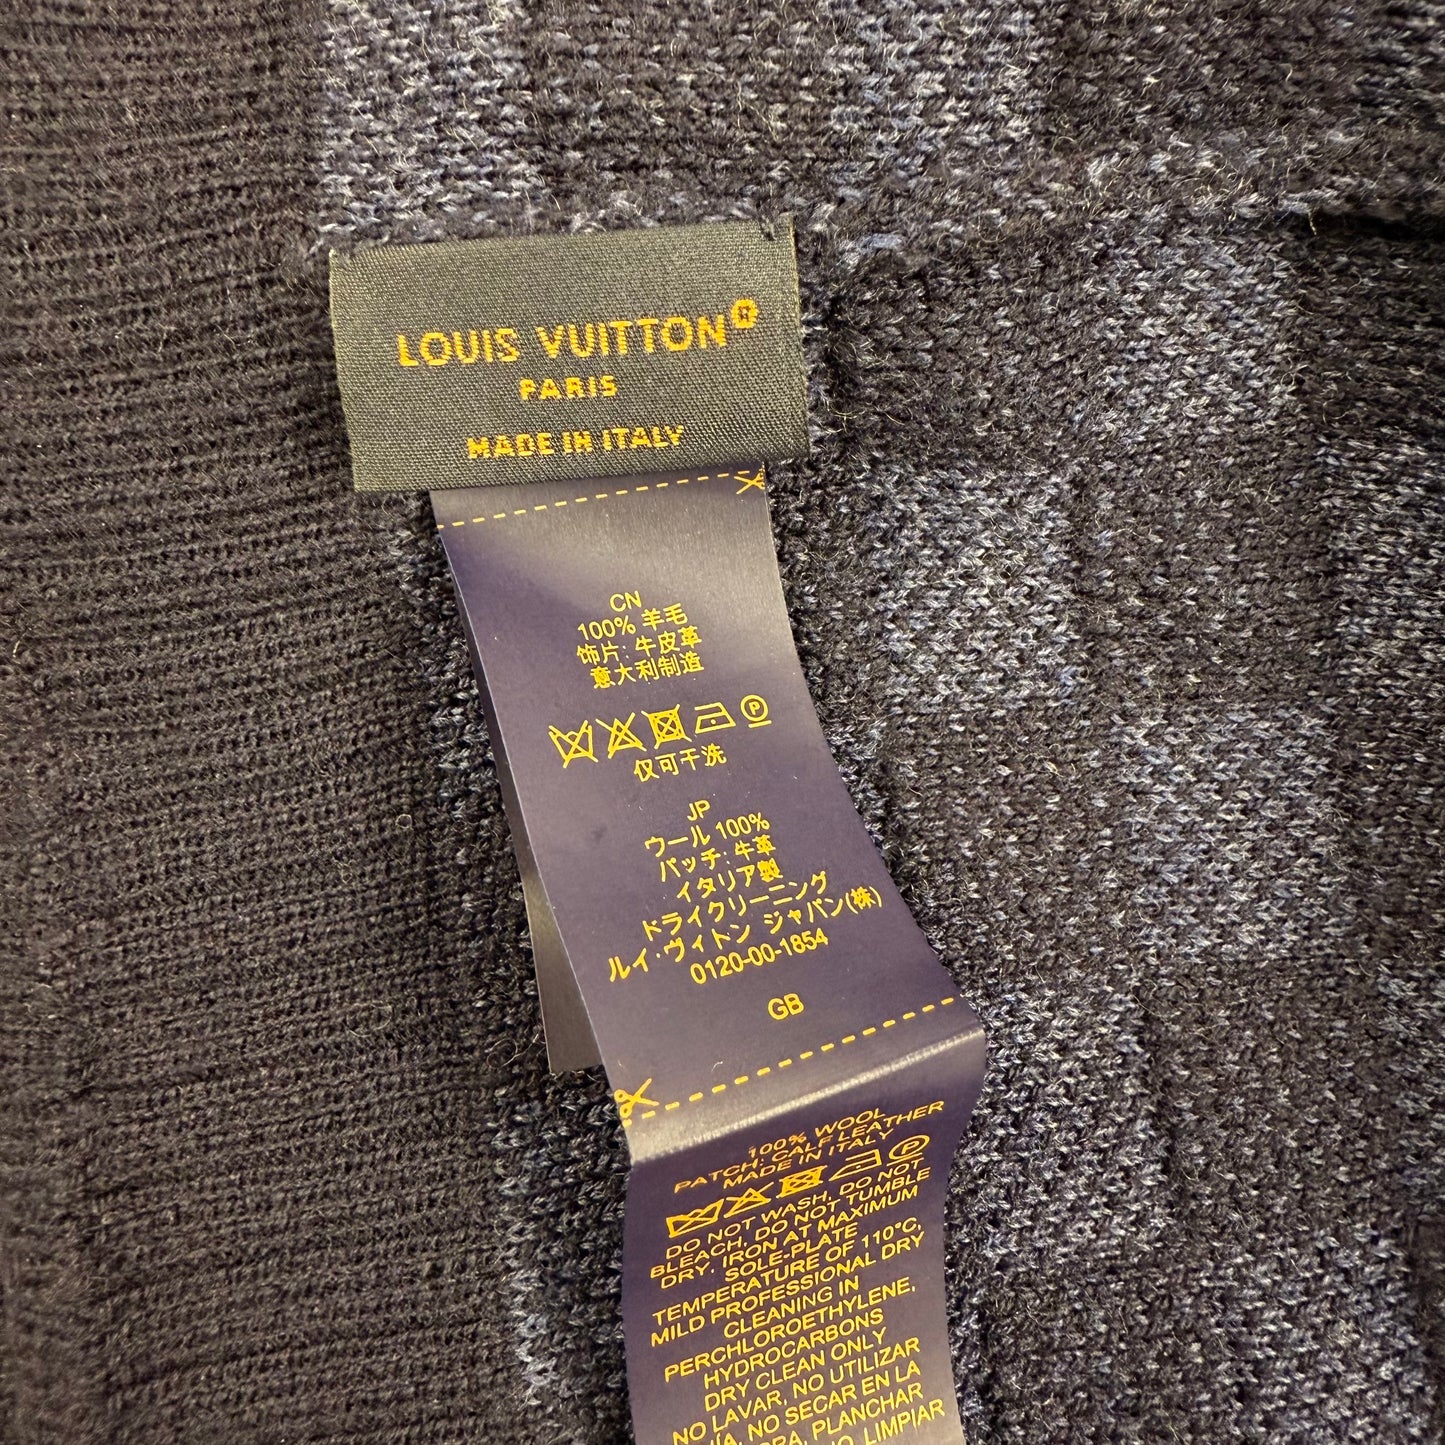 LOUIS VUITTON®
PARIS
MADE IN ITALY
CN
100% 羊毛
饰片: 牛皮革
意大利制造
仅可干洗
JP
ウール 100%
パッチ: 牛革
イタリア製
ドライクリーニング
ルイ・ヴィトン ジャパン(株)
0120-00-1854
GB
100% WOOL
PATCH: CALF LEATHER
MADE IN ITALY
DO NOT WASH, DO NOT
BLEACH, DO NOT TUMBLE
DRY, IRON AT MAXIMUM
SOLE-PLATE
TEMPERATURE OF 110°C,
MILD PROFESSIONAL DRY
CLEANING IN
PERCHLOROETHYLENE,
HYDROCARBONS
DRY CLEAN ONLY
NO LAVAR, NO UTILIZAR
NO SECAR EN LA
PLANCHAR
LIMPIAR